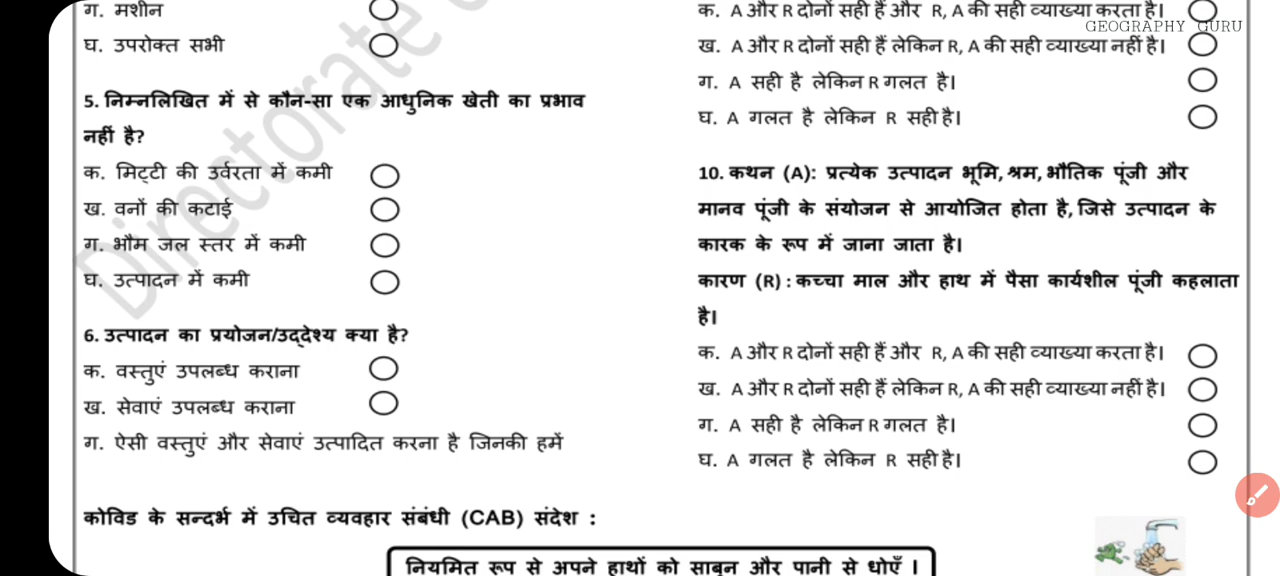 ग. मशीन
घ. उपरोक्त सभी
5. निम्नलिखित में से कौन-सा एक आधुनिक खेती का प्रभाव
नहीं है?
क. मिट्टी की उर्वरता में कमी
ख. वनों की कटाई
ग. भौम जल स्तर में कमी
घ. उत्पादन में कमी
6. उत्पादन का प्रयोजन/उद्देश्य क्या है?
क. वस्तुएं उपलब्ध कराना
ख. सेवाएं उपलब्ध कराना
ग. ऐसी वस्तुएं और सेवाएं उत्पादित करना है जिनकी हमें
क. A और R दोनों सही हैं और R, A की सही व्याख्या करता है।
GEOGRAPHY GURU
ख. A और R दोनों सही हैं लेकिन R, A की सही व्याख्या नहीं है।
ग. A सही है लेकिन R गलत है।
घ. A गलत है लेकिन R सही है।
10. कथन (A): प्रत्येक उत्पादन भूमि, श्रम, भौतिक पूंजी और
मानव पूंजी के संयोजन से आयोजित होता है, जिसे उत्पादन के
कारक के रूप में जाना जाता है।
कारण (R) : कच्चा माल और हाथ में पैसा कार्यशील पूंजी कहलाता
है।
क. A और R दोनों सही हैं और R, A की सही व्याख्या करता है।
ख. A और R दोनों सही हैं लेकिन R, A की सही व्याख्या नहीं है।
ग. A सही है लेकिन R गलत है।
घ. A गलत है लेकिन R सही है।
कोविड के सन्दर्भ में उचित व्यवहार संबंधी (CAB) संदेश :
नियमित रूप से अपने हाथों को साबुन और पानी से धोएँ ।
Directorate